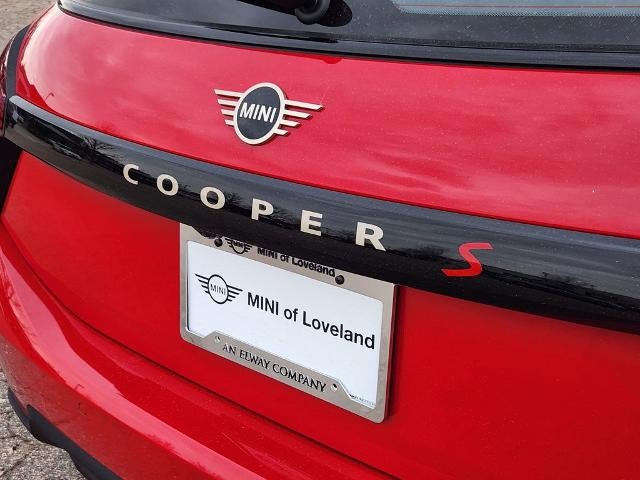 MINI
COOPER S
MINI of Loveland
MINI
MINI of Loveland
AN ELWAY COMPANY